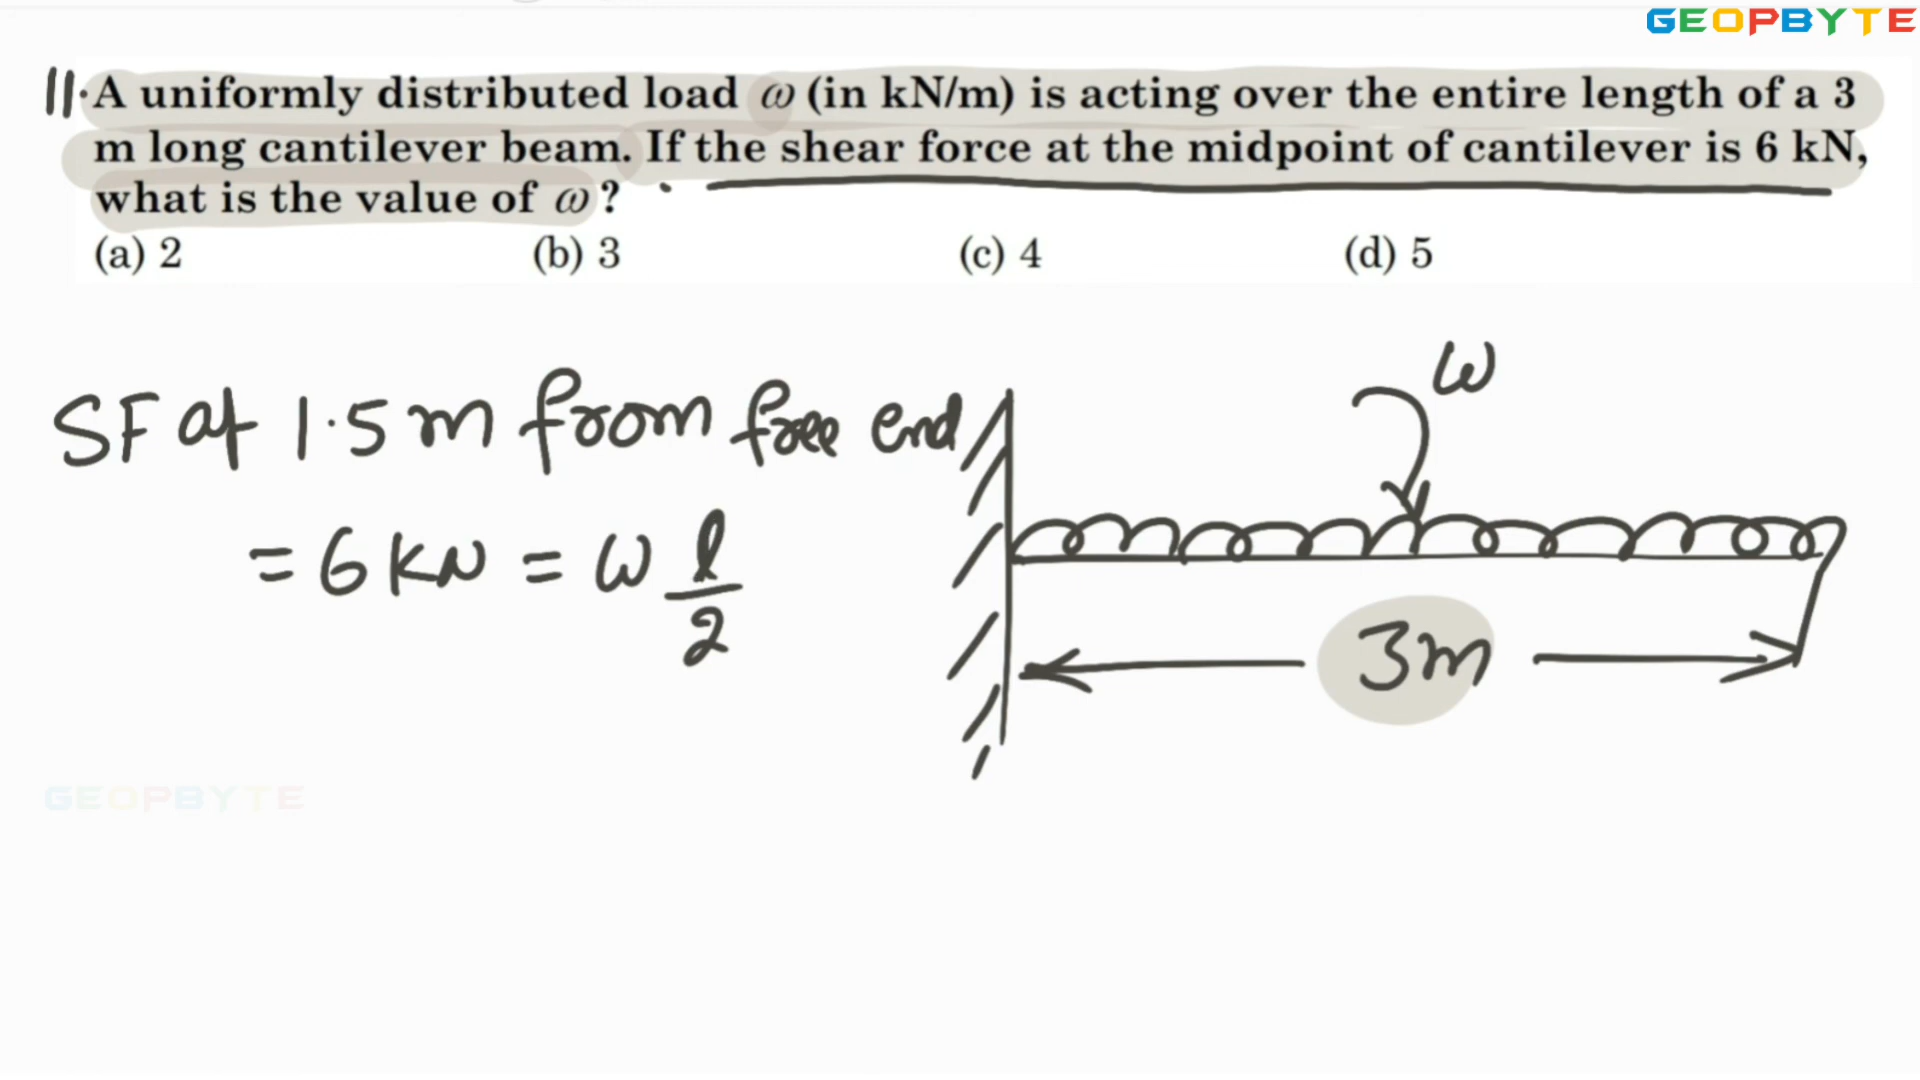 GEOPBYTE
11. A uniformly distributed load ω (in kN/m) is acting over the entire length of a 3
m long cantilever beam. If the shear force at the midpoint of cantilever is 6 kN,
what is the value of ω?
(a) 2 (b) 3 (c) 4 (d) 5
ω
SF at 1.5 m from free end
= 6 KN = ω l/2
3m
GEOPBYTE